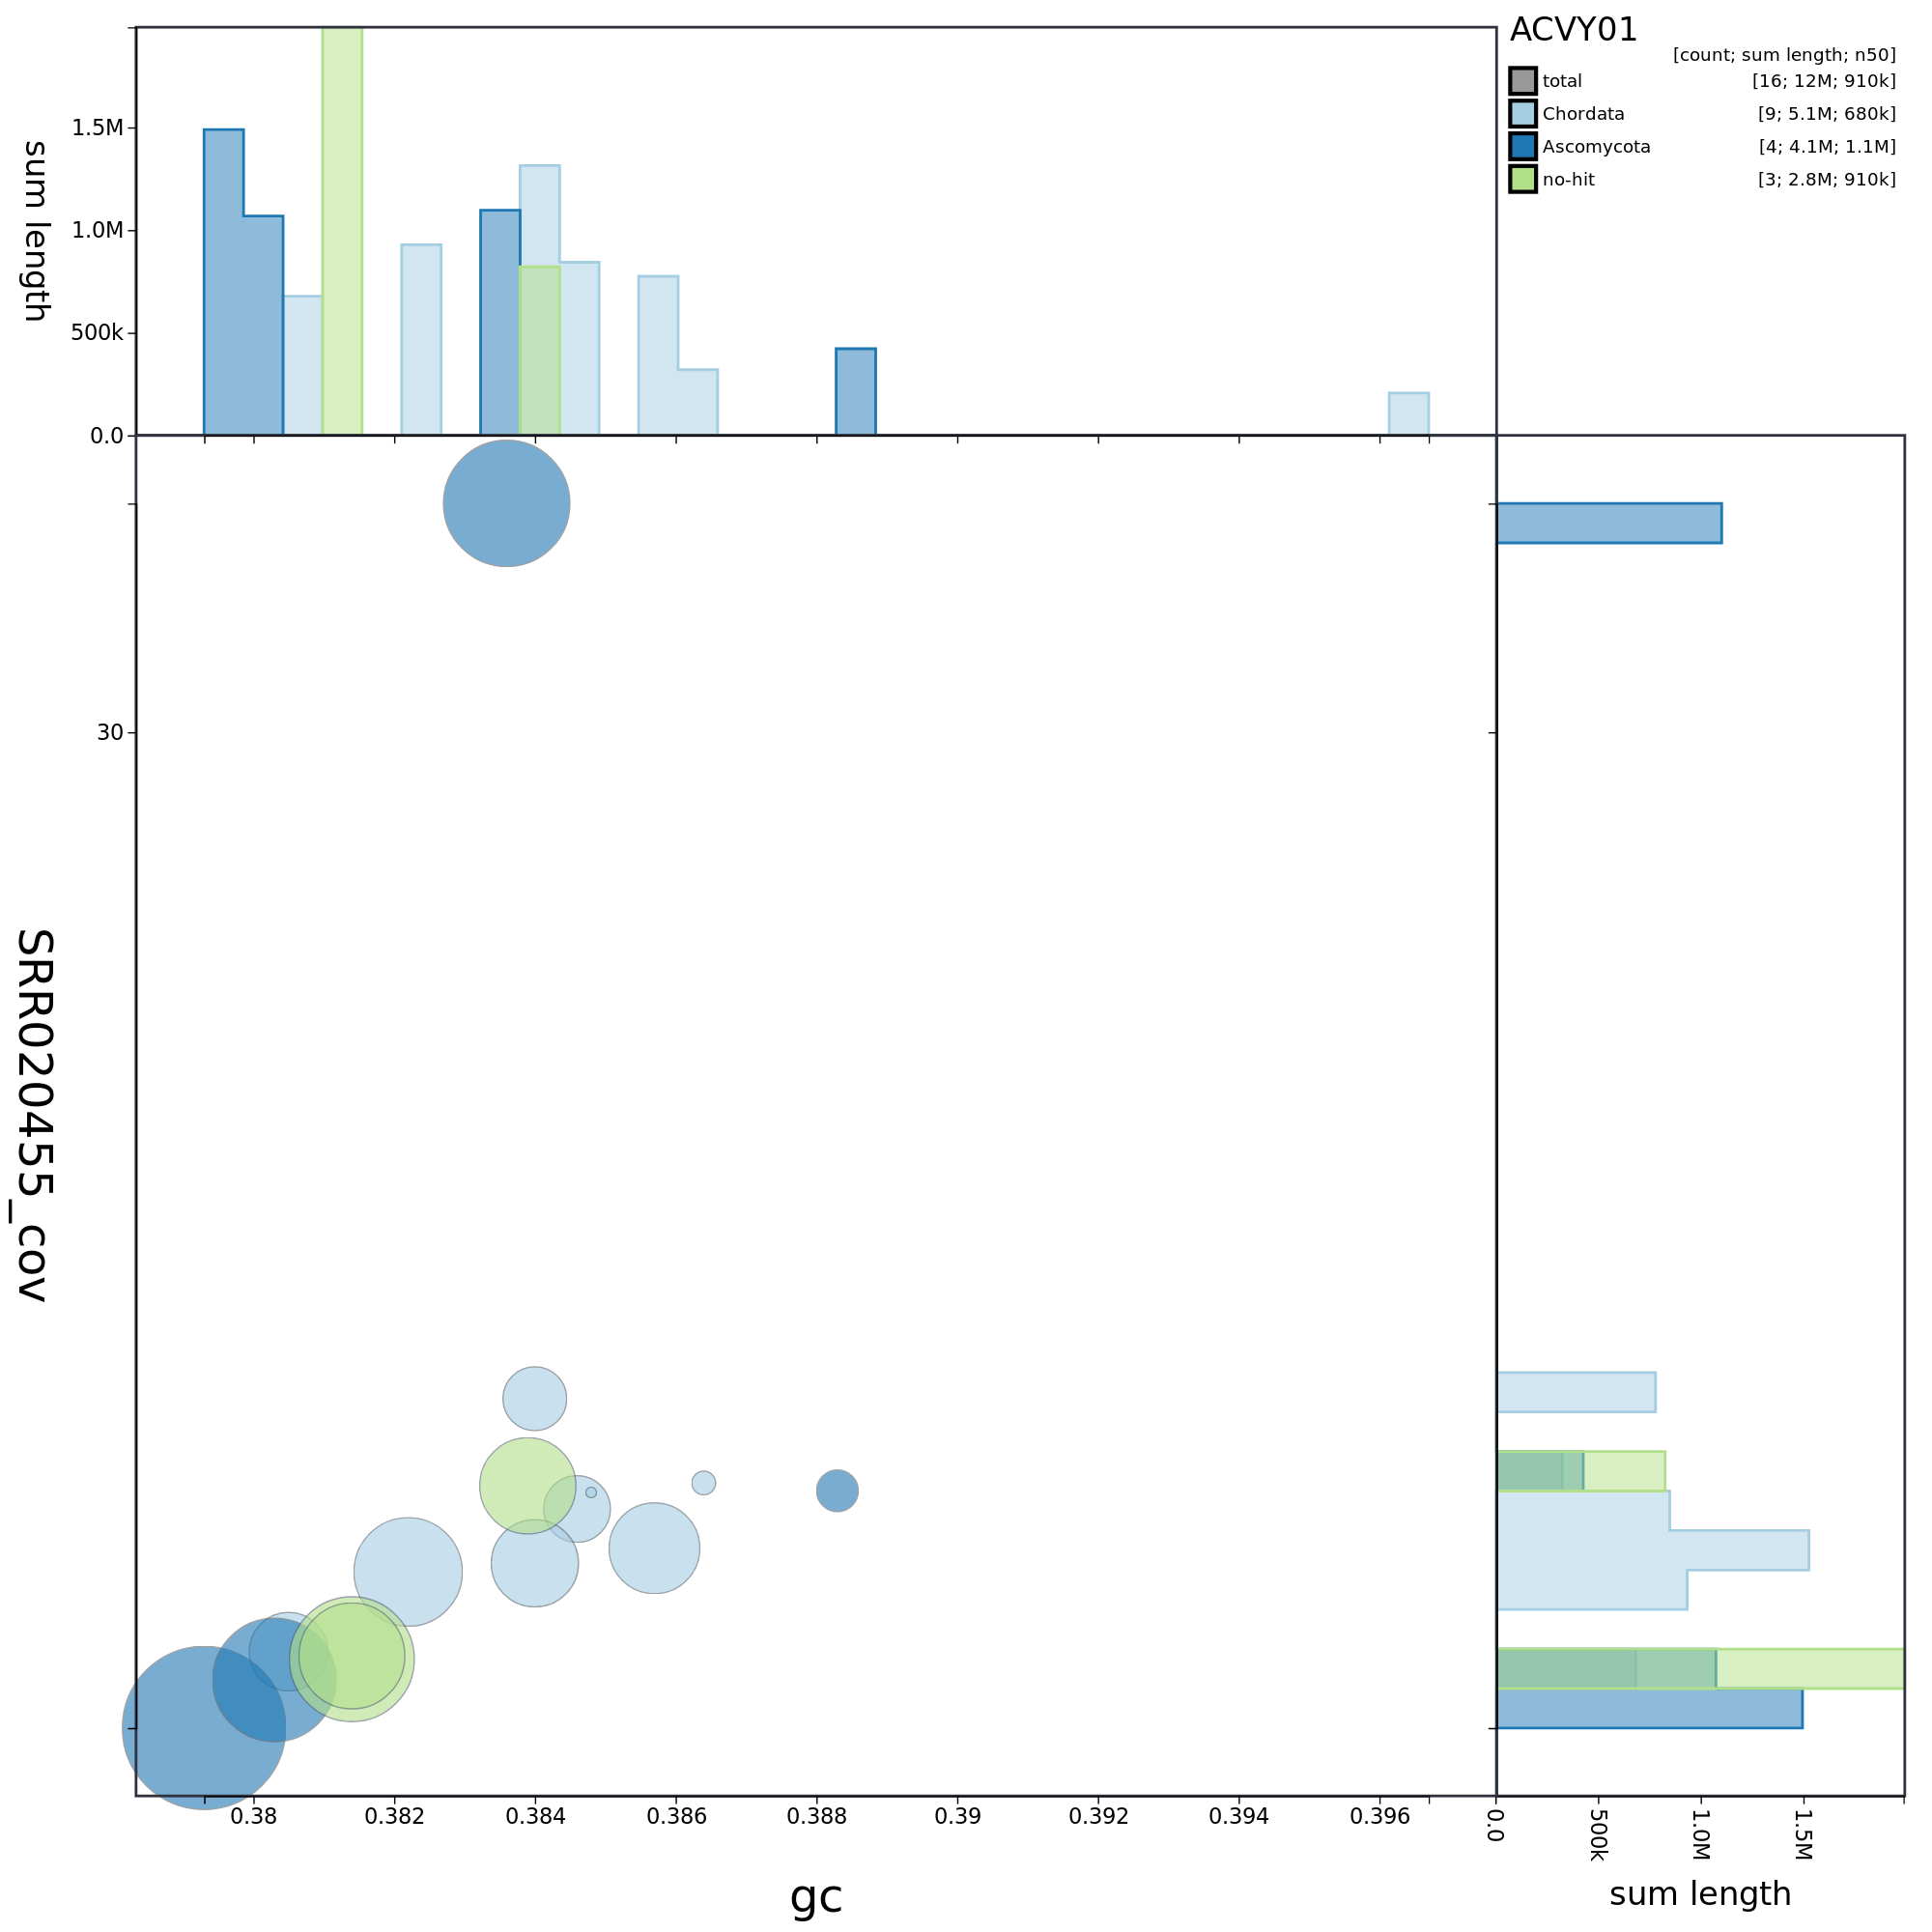 ACVY01
[count; sum length; n50]
total [16; 12M; 910k]
Chordata [9; 5.1M; 680k]
Ascomycota [4; 4.1M; 1.1M]
no-hit [3; 2.8M; 910k]
sum length
1.5M
1.0M
500k
0.0
SRR020455_cov
30
0.38 0.382 0.384 0.386 0.388 0.39 0.392 0.394 0.396
gc
0.0 500k 1.0M 1.5M
sum length